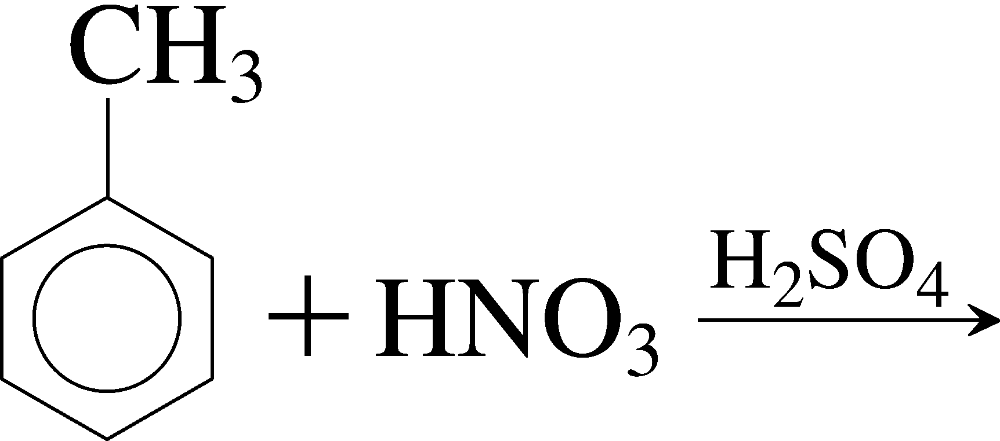 CH₃
H₂SO₄
+ HNO₃